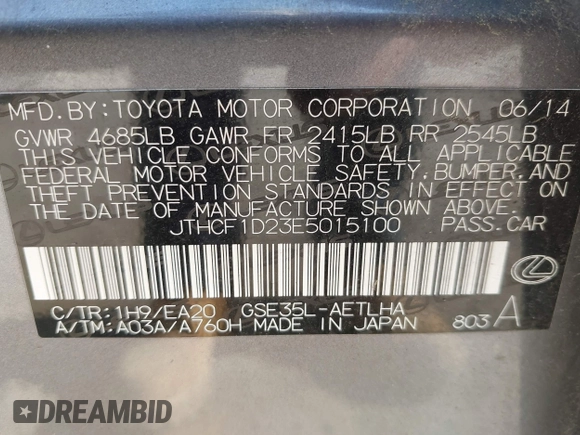 MFD.BY:TOYOTA MOTOR CORPORATION 06/14
GVWR 4685LB GAWR FR 2415LB RR 2545LB
THIS VEHICLE CONFORMS TO ALL APPLICABLE
FEDERAL MOTOR VEHICLE SAFETY,BUMPER,AND
THEFT PREVENTION STANDARDS IN EFFECT ON
THE DATE OF MANUFACTURE SHOWN ABOVE.
JTHCF1D23E5015100 PASS.CAR
C/TR:1H9/EA20 GSE35L-AETLHA
A/TM:A03A/A760H MADE IN JAPAN 803 A
DREAMBID